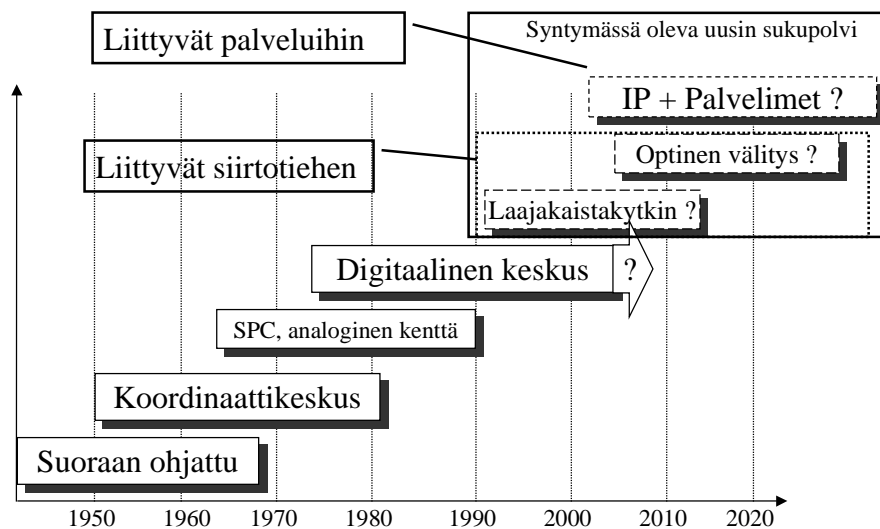 Liittyvät palveluihin
Syntymässä oleva uusin sukupolvi
IP + Palvelimet ?
Optinen välitys ?
Liittyvät siirtotiehen
Laajakaistakytkin ?
Digitaalinen keskus ?
SPC, analoginen kenttä
Koordinaattikeskus
Suoraan ohjattu
1950 1960 1970 1980 1990 2000 2010 2020